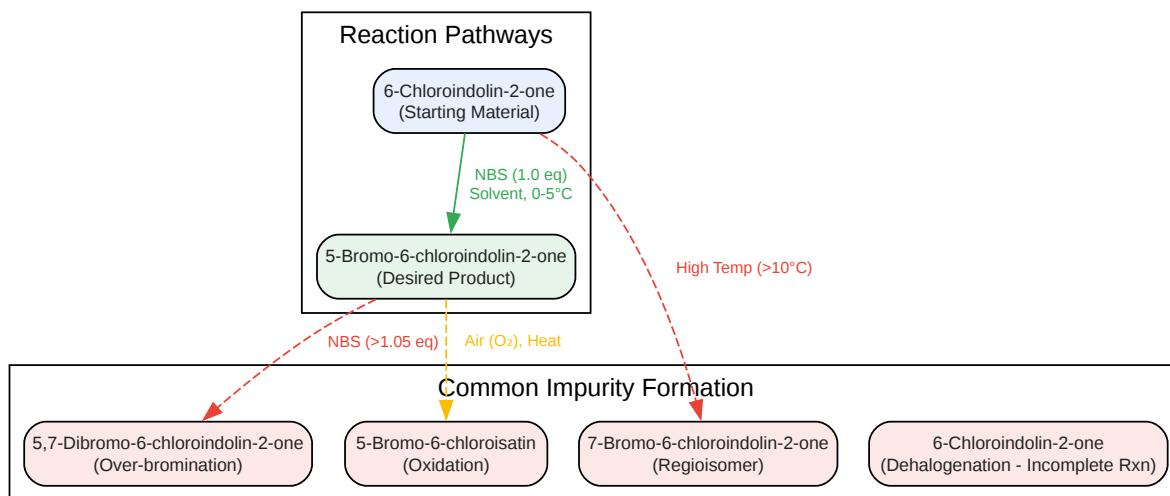 Reaction Pathways
6-Chloroindolin-2-one
(Starting Material)
NBS (1.0 eq)
Solvent, 0-5°C
5-Bromo-6-chloroindolin-2-one
(Desired Product)
High Temp (>10°C)
NBS (>1.05 eq)
Air (O₂), Heat
Common Impurity Formation
5,7-Dibromo-6-chloroindolin-2-one
(Over-bromination)
5-Bromo-6-chloroisatin
(Oxidation)
7-Bromo-6-chloroindolin-2-one
(Regioisomer)
6-Chloroindolin-2-one
(Dehalogenation - Incomplete Rxn)